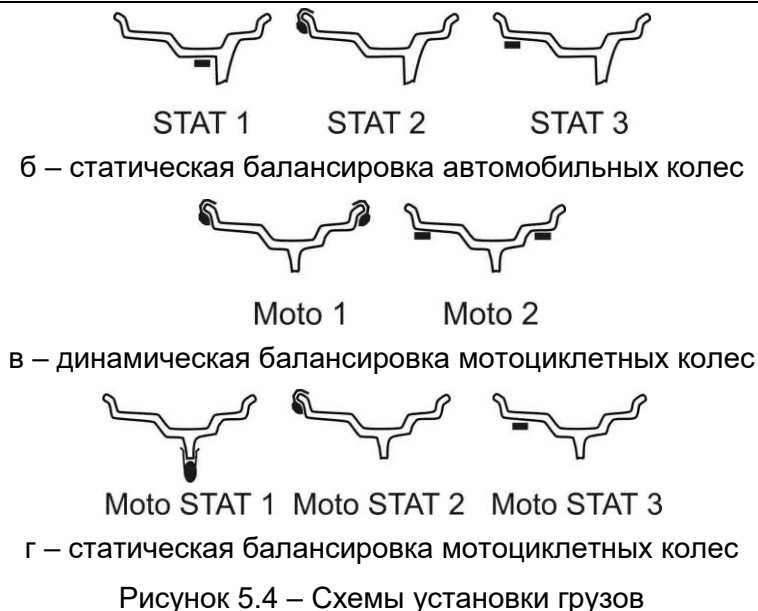 STAT 1 STAT 2 STAT 3
б – статическая балансировка автомобильных колес
Moto 1 Moto 2
в – динамическая балансировка мотоциклетных колес
Moto STAT 1 Moto STAT 2 Moto STAT 3
г – статическая балансировка мотоциклетных колес
Рисунок 5.4 – Схемы установки грузов